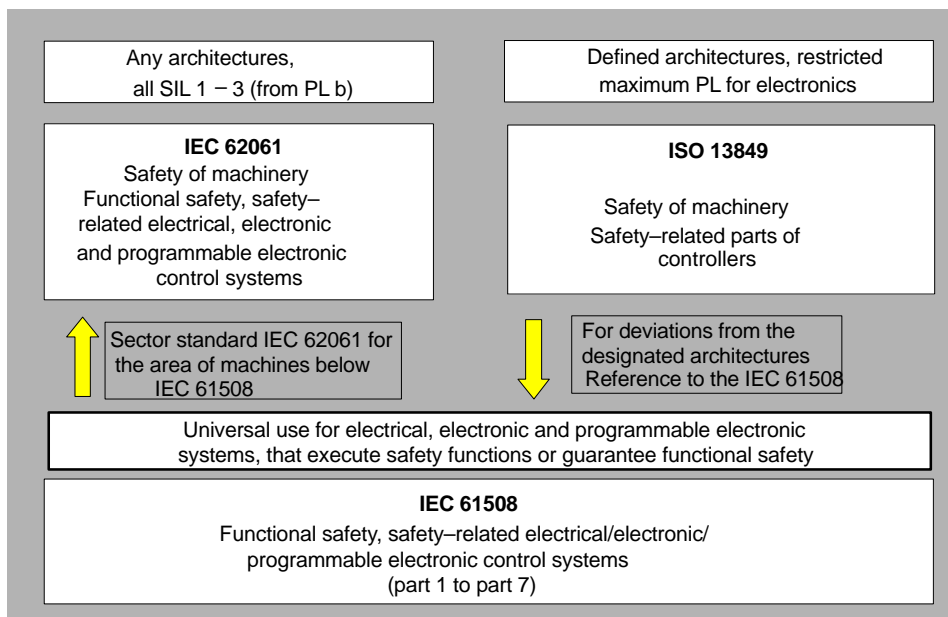 Any architectures,
all SIL 1 – 3 (from PL b)
Defined architectures, restricted
maximum PL for electronics
IEC 62061
Safety of machinery
Functional safety, safety–
related electrical, electronic
and programmable electronic
control systems
ISO 13849
Safety of machinery
Safety–related parts of
controllers
Sector standard IEC 62061 for
the area of machines below
IEC 61508
For deviations from the
designated architectures
Reference to the IEC 61508
Universal use for electrical, electronic and programmable electronic
systems, that execute safety functions or guarantee functional safety
IEC 61508
Functional safety, safety–related electrical/electronic/
programmable electronic control systems
(part 1 to part 7)